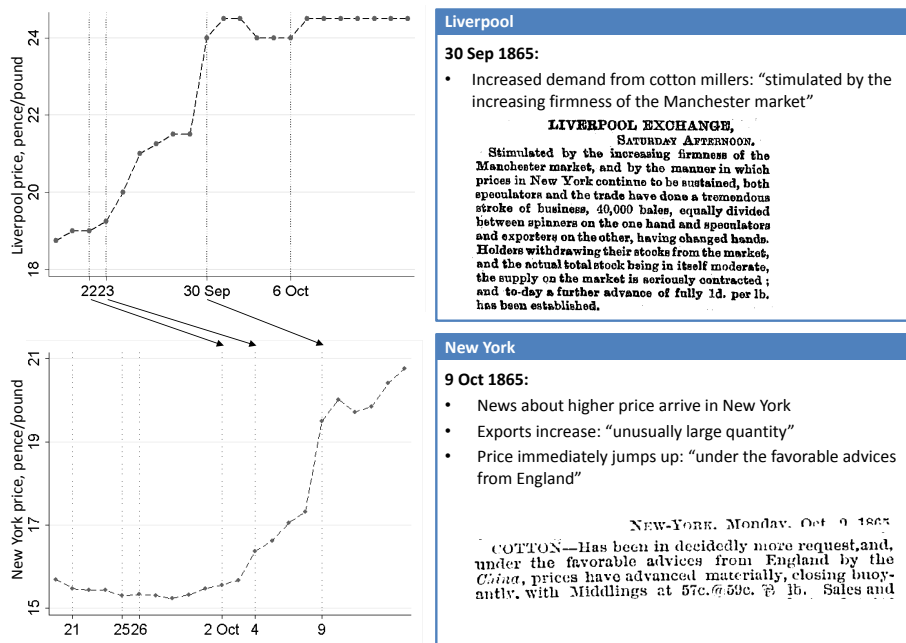 Liverpool price, pence/pound
24
22
20
18
2223
30 Sep
6 Oct
New York price, pence/pound
21
19
17
15
21
2526
2 Oct
4
9
Liverpool
30 Sep 1865:
• Increased demand from cotton millers: “stimulated by the
increasing firmness of the Manchester market”
LIVERPOOL EXCHANGE,
SATURDAY AFTERNOON.
Stimulated by the increasing firmness of the
Manchester market, and by the manner in which
prices in New York continue to be sustained, both
speculators and the trade have done a tremendous
stroke of business, 40,000 bales, equally divided
between spinners on the one hand and speculators
and exporters on the other, having changed hands.
Holders withdrawing their stocks from the market,
and the actual total stock being in itself moderate,
the supply on the market is seriously contracted ;
and to-day a further advance of fully 1d. per lb.
has been established.
New York
9 Oct 1865:
• News about higher price arrive in New York
• Exports increase: “unusually large quantity”
• Price immediately jumps up: “under the favorable advices
from England”
NEW-YORK, Monday, Oct. 9, 1865
COTTON—Has been in decidedly more request, and,
under the favorable advices from England by the
China, prices have advanced materially, closing buoy-
antly, with Middlings at 57c.@59c. ₱ lb. Sales and